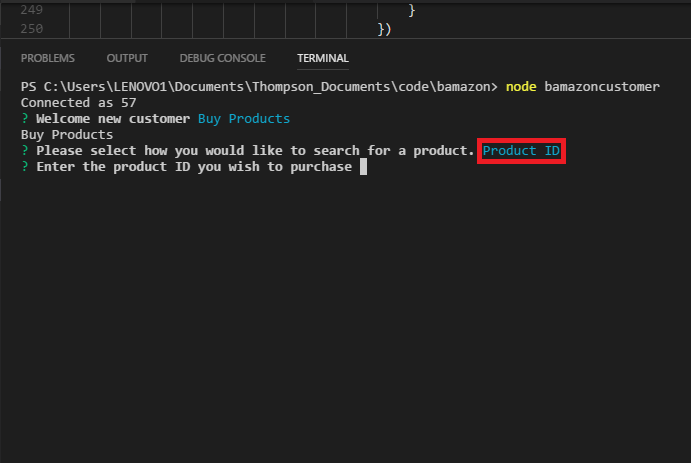 249 }
250 })
PROBLEMS OUTPUT DEBUG CONSOLE TERMINAL
PS C:\Users\LENOVO1\Documents\Thompson_Documents\code\bamazon> node bamazoncustomer
Connected as 57
? Welcome new customer Buy Products
Buy Products
? Please select how you would like to search for a product. Product ID
? Enter the product ID you wish to purchase